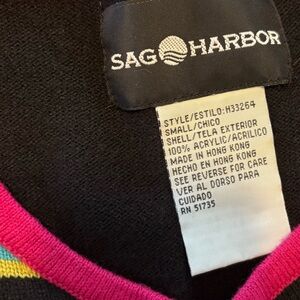 SAG HARBOR
STYLE/ESTILO:H33264
SMALL/CHICO
SHELL/TELA EXTERIOR
100% ACRYLIC/ACRILICO
MADE IN HONG KONG
HECHO EN HONG KONG
SEE REVERSE FOR CARE
VER AL DORSO PARA
CUIDADO
RN 51735